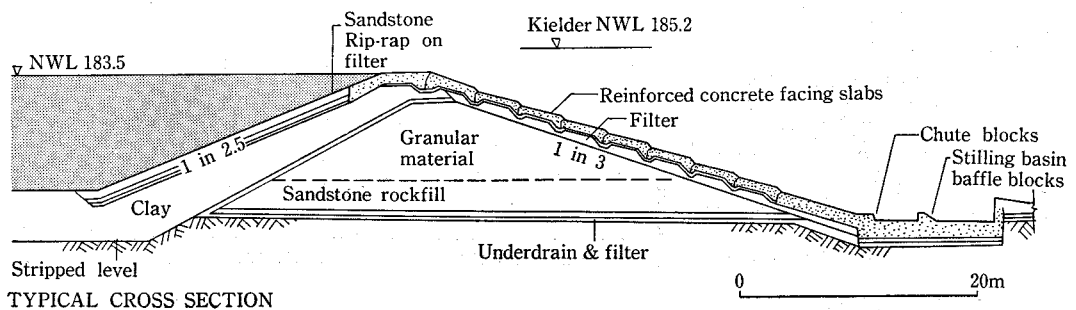 Sandstone
Rip-rap on
filter
Kielder NWL 185.2
NWL 183.5
Reinforced concrete facing slabs
Filter
Chute blocks
Stilling basin
baffle blocks
1 in 2.5
Granular
material
1 in 3
Sandstone rockfill
Clay
Underdrain & filter
Stripped level
0
20m
TYPICAL CROSS SECTION